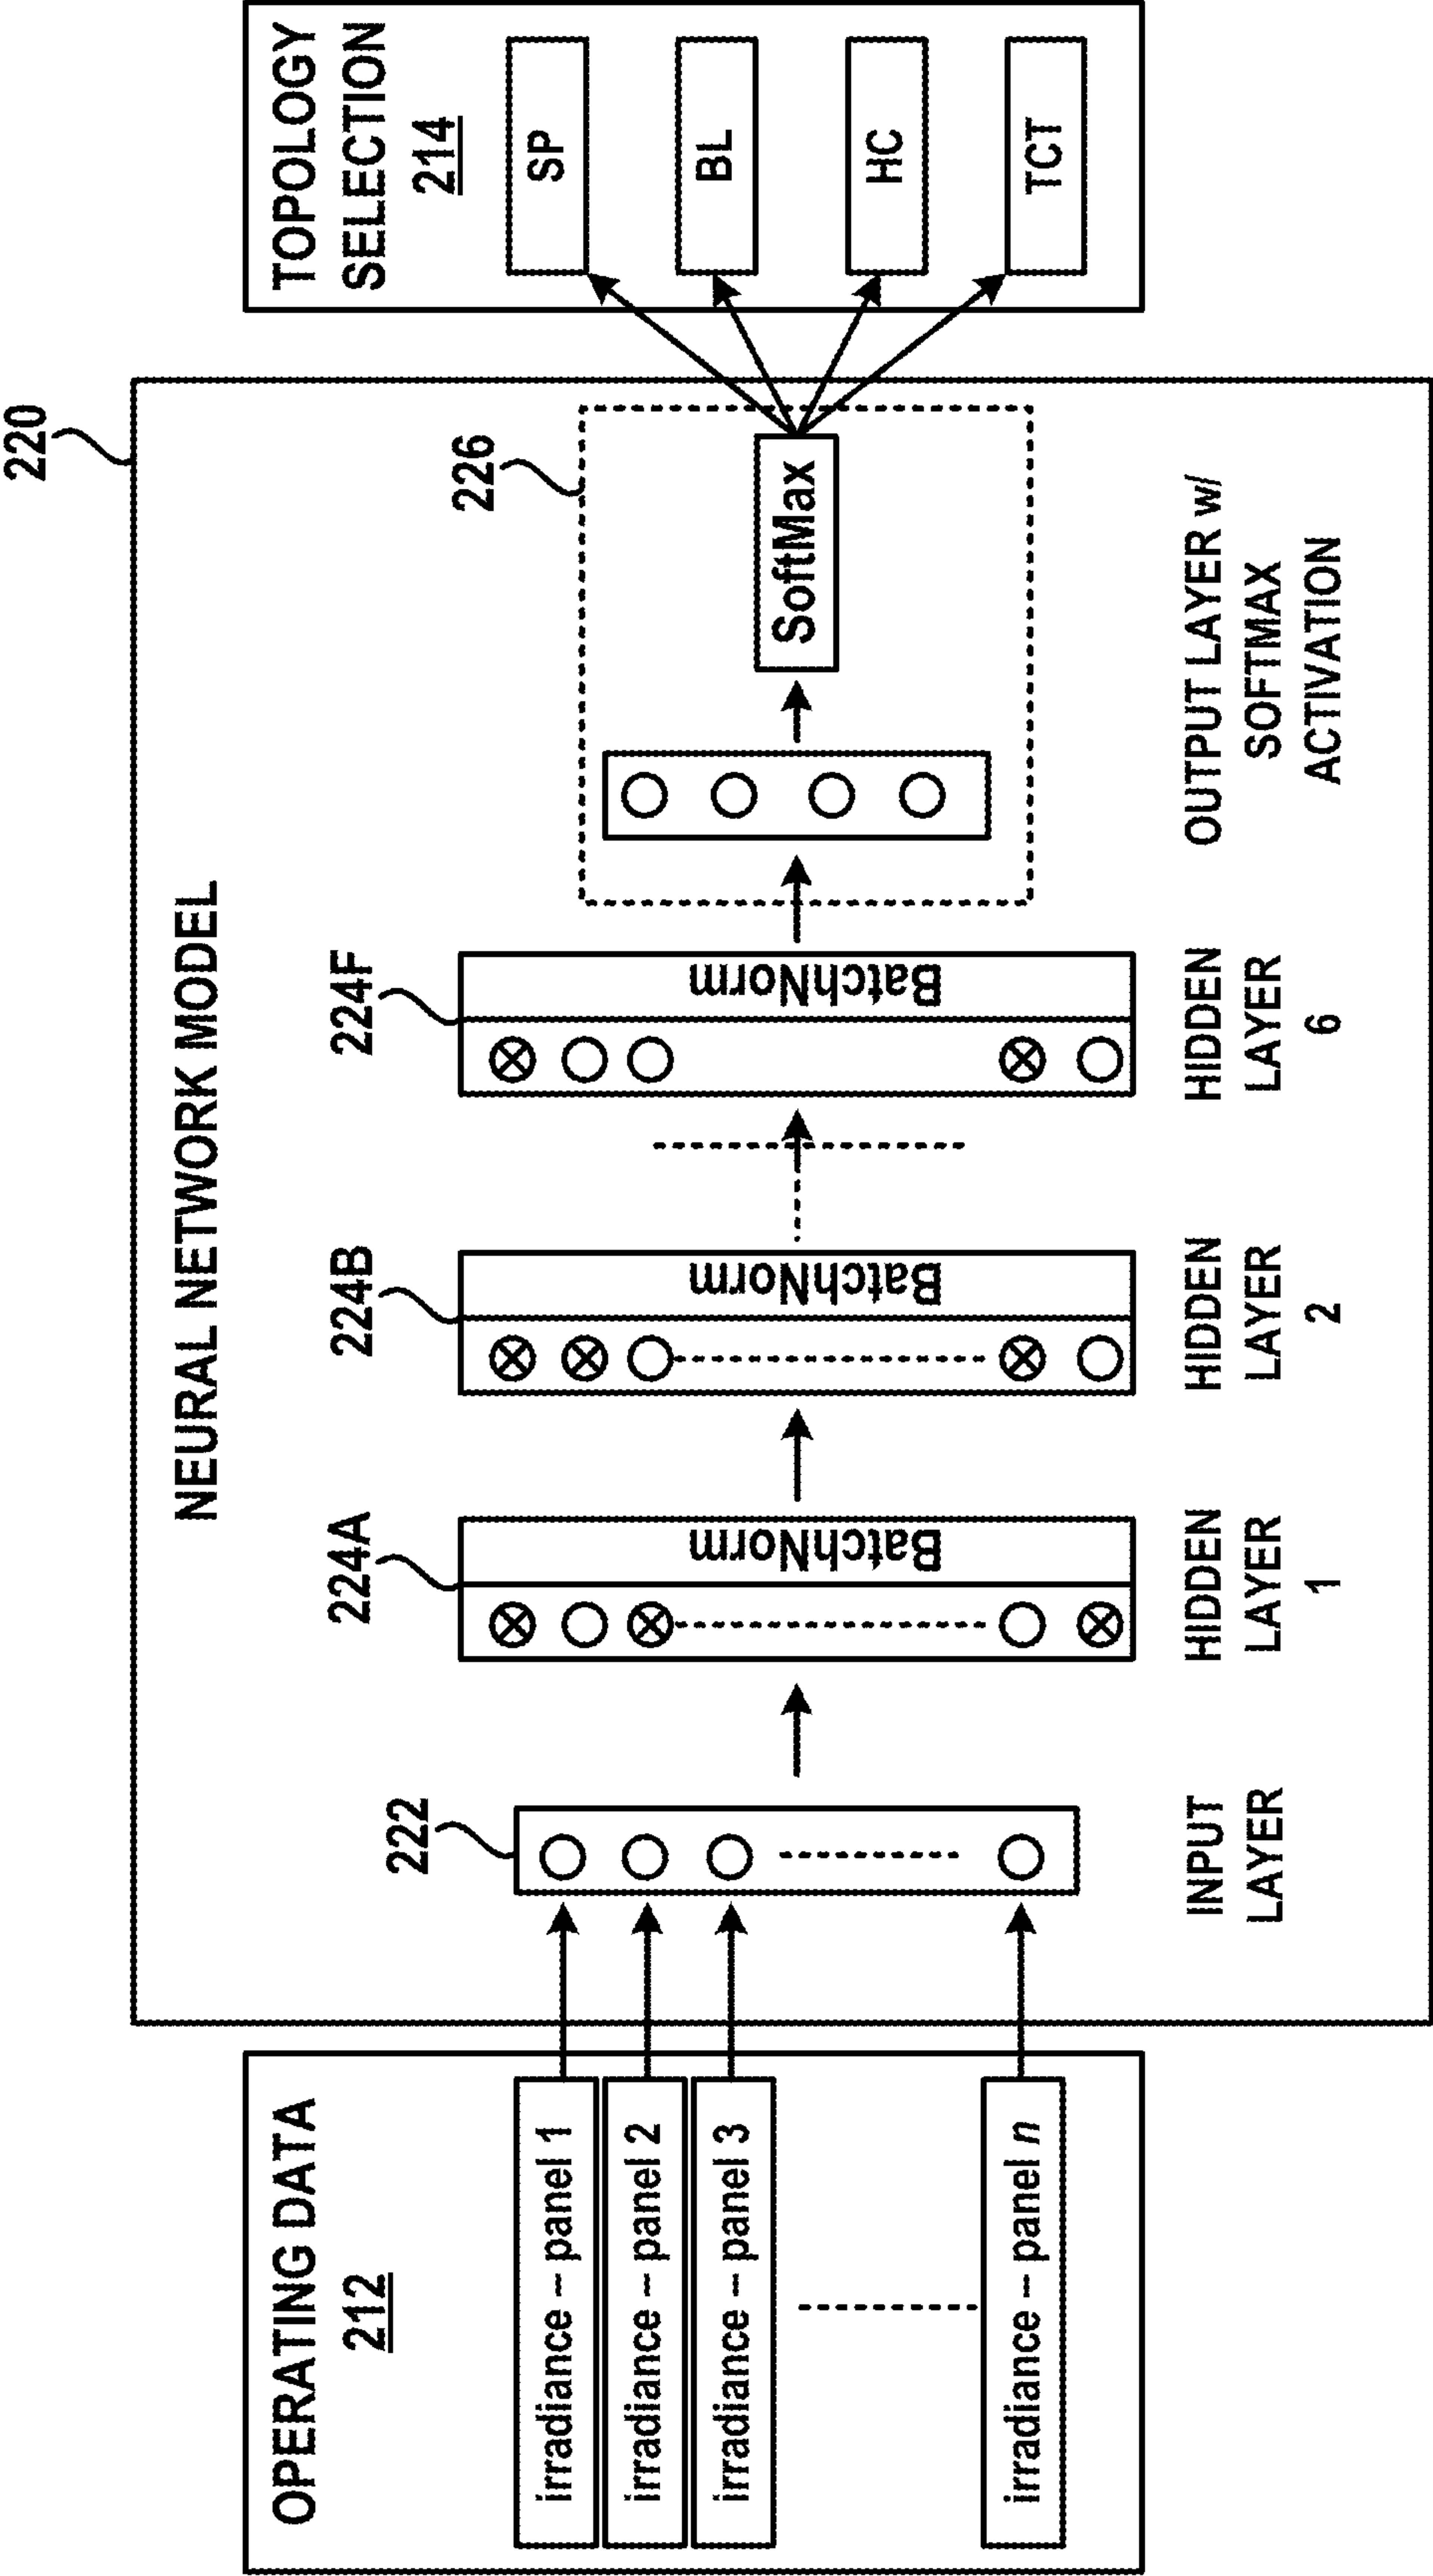 OPERATING DATA
212
irradiance -- panel 1
irradiance -- panel 2
irradiance -- panel 3
irradiance -- panel n
220
NEURAL NETWORK MODEL
222
224A
224B
224F
226
BatchNorm
BatchNorm
BatchNorm
SoftMax
INPUT
LAYER
HIDDEN
LAYER
1
HIDDEN
LAYER
2
HIDDEN
LAYER
6
OUTPUT LAYER w/
SOFTMAX
ACTIVATION
TOPOLOGY
SELECTION
214
SP
BL
HC
TCT